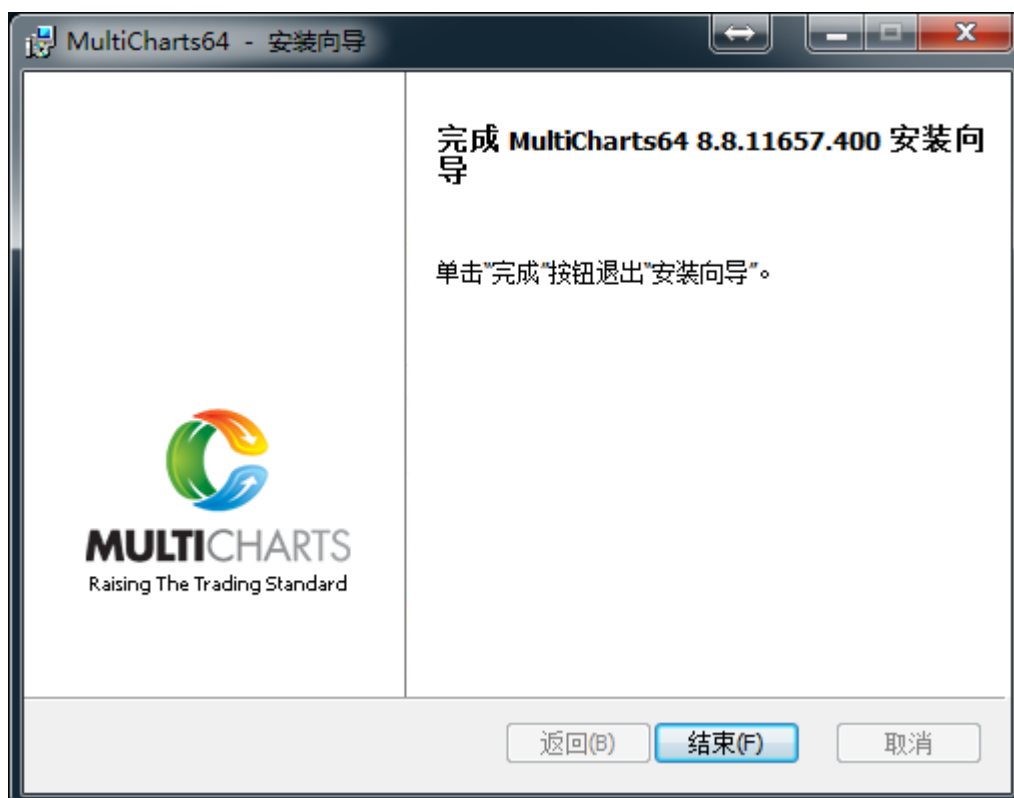 MultiCharts64 - 安装向导
完成 MultiCharts64 8.8.11657.400 安装向
导
单击"完成"按钮退出"安装向导"。
MULTICHARTS
Raising The Trading Standard
返回(B) 结束(F) 取消